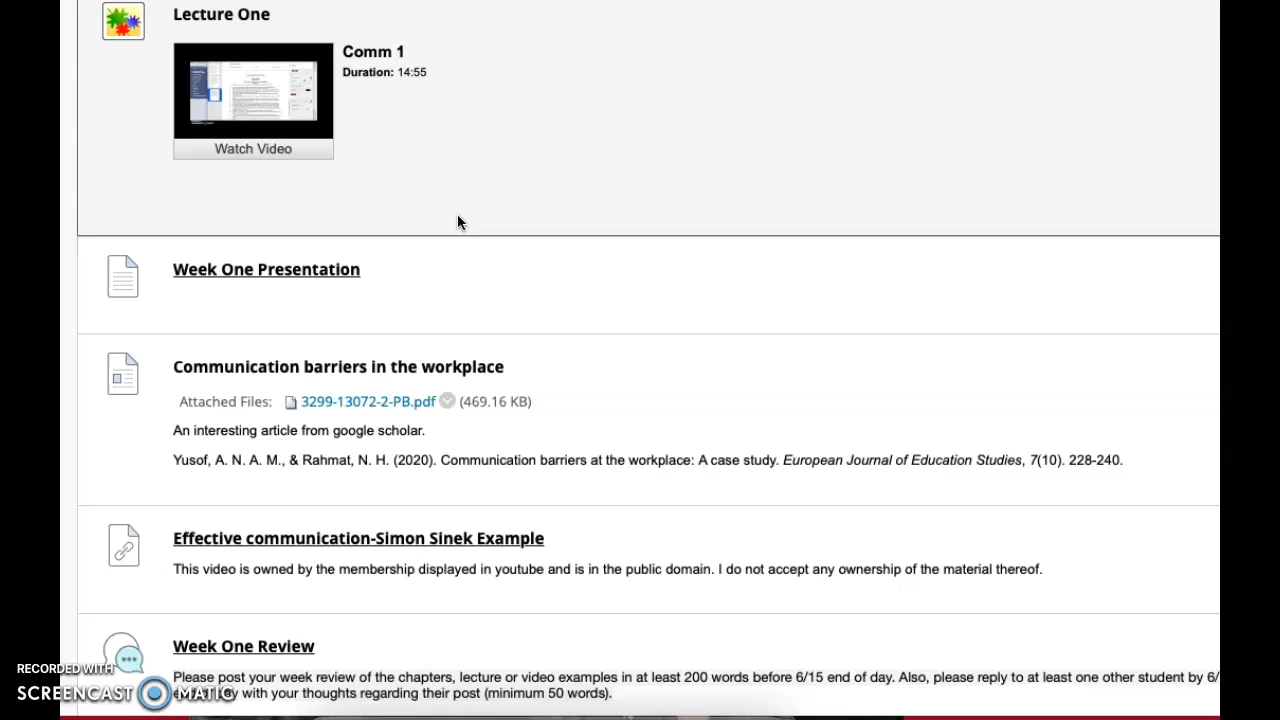 Lecture One
Comm 1
Duration: 14:55
Watch Video
Week One Presentation
Communication barriers in the workplace
Attached Files: 3299-13072-2-PB.pdf (469.16 KB)
An interesting article from google scholar.
Yusof, A. N. A. M., & Rahmat, N. H. (2020). Communication barriers at the workplace: A case study. European Journal of Education Studies, 7(10). 228-240.
Effective communication-Simon Sinek Example
This video is owned by the membership displayed in youtube and is in the public domain. I do not accept any ownership of the material thereof.
Week One Review
Please post your week review of the chapters, lecture or video examples in at least 200 words before 6/15 end of day. Also, please reply to at least one other student by 6/
with your thoughts regarding their post (minimum 50 words).
RECORDED WITH
SCREENCAST MATIC